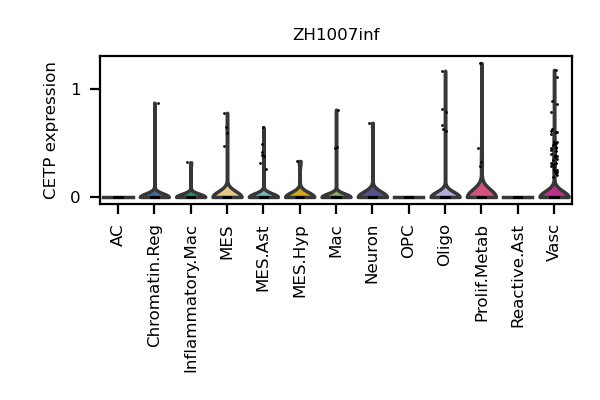 ZH1007inf
CETP expression
1
0
AC
Chromatin.Reg
Inflammatory.Mac
MES
MES.Ast
MES.Hyp
Mac
Neuron
OPC
Oligo
Prolif.Metab
Reactive.Ast
Vasc